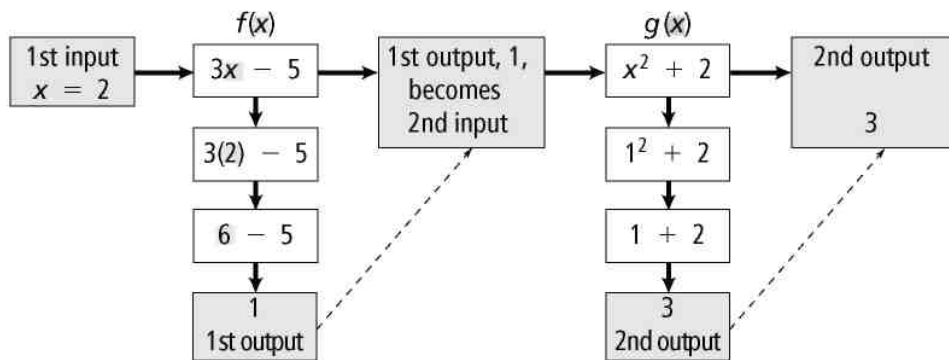 f(x)
g(x)
1st input
x = 2
3x − 5
1st output, 1,
becomes
2nd input
x² + 2
2nd output
3
3(2) − 5
1² + 2
6 − 5
1 + 2
1
1st output
3
2nd output